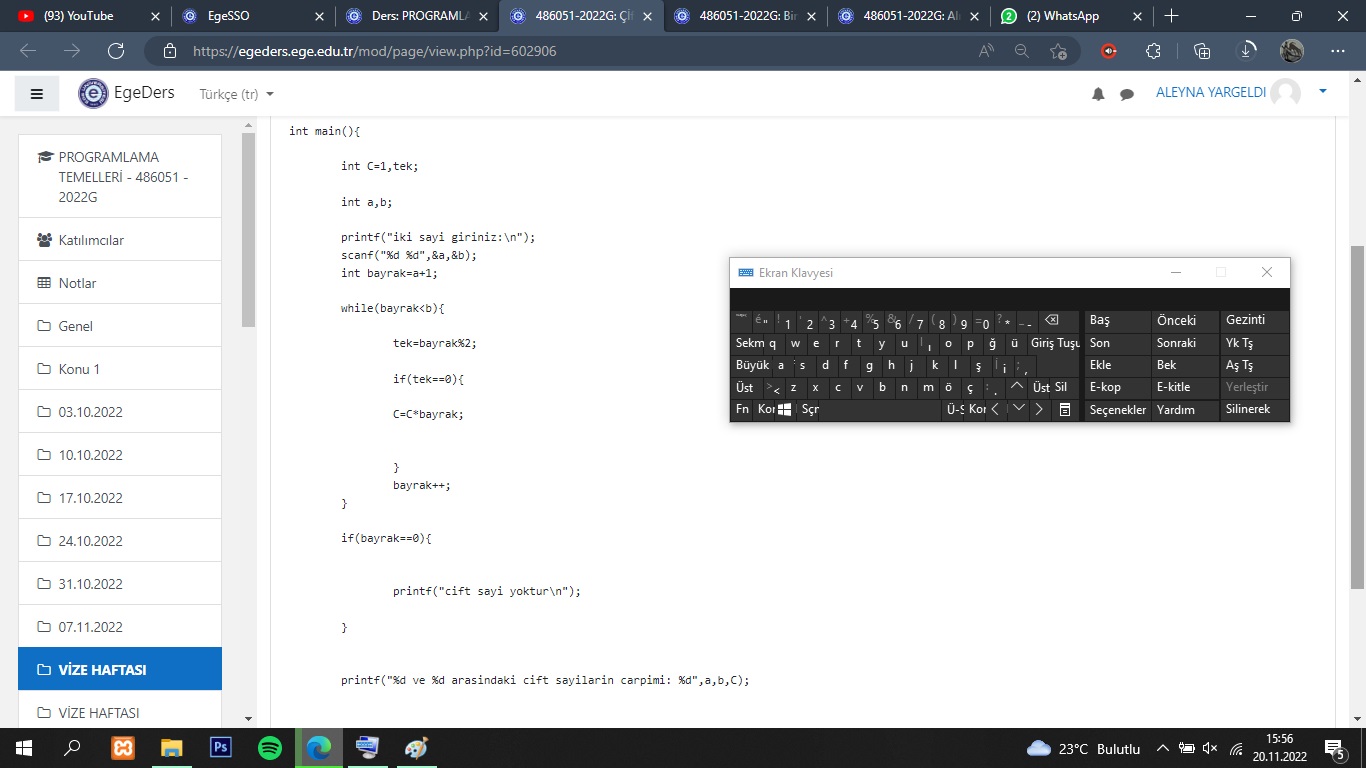 (93) YouTube
EgeSSO
Ders: PROGRAMLA
486051-2022G: Çİf
486051-2022G: Bir
486051-2022G: Al
(2) WhatsApp
https://egeders.ege.edu.tr/mod/page/view.php?id=602906
EgeDers
Türkçe (tr)
ALEYNA YARGELDI
PROGRAMLAMA
TEMELLERİ - 486051 -
2022G
Katılımcılar
Notlar
Genel
Konu 1
03.10.2022
10.10.2022
17.10.2022
24.10.2022
31.10.2022
07.11.2022
VİZE HAFTASI
VİZE HAFTASI
int main(){
int C=1,tek;
int a,b;
printf("iki sayi giriniz:\n");
scanf("%d %d",&a,&b);
int bayrak=a+1;
while(bayrak<b){
tek=bayrak%2;
if(tek==0){
C=C*bayrak;
}
bayrak++;
}
if(bayrak==0){
printf("cift sayi yoktur\n");
}
printf("%d ve %d arasindaki cift sayilarin carpimi: %d",a,b,C);
Ekran Klavyesi
é " ! 1 ' 2 ^ 3 + 4 % 5 & 6 / 7 ( 8 ) 9 = 0 ? * _ - Baş Önceki Gezinti
Sekm q w e r t y u ı o p ğ ü Giriş Tuşu Son Sonraki Yk Tş
Büyük a s d f g h j k l ş i ; , Ekle Bek Aş Tş
Üst > < z x c v b n m ö ç : . Üst Sil E-kop E-kitle Yerleştir
Fn Kor Sçr Ü-S Kor Seçenekler Yardım Silinerek
23°C Bulutlu
15:56
20.11.2022
5